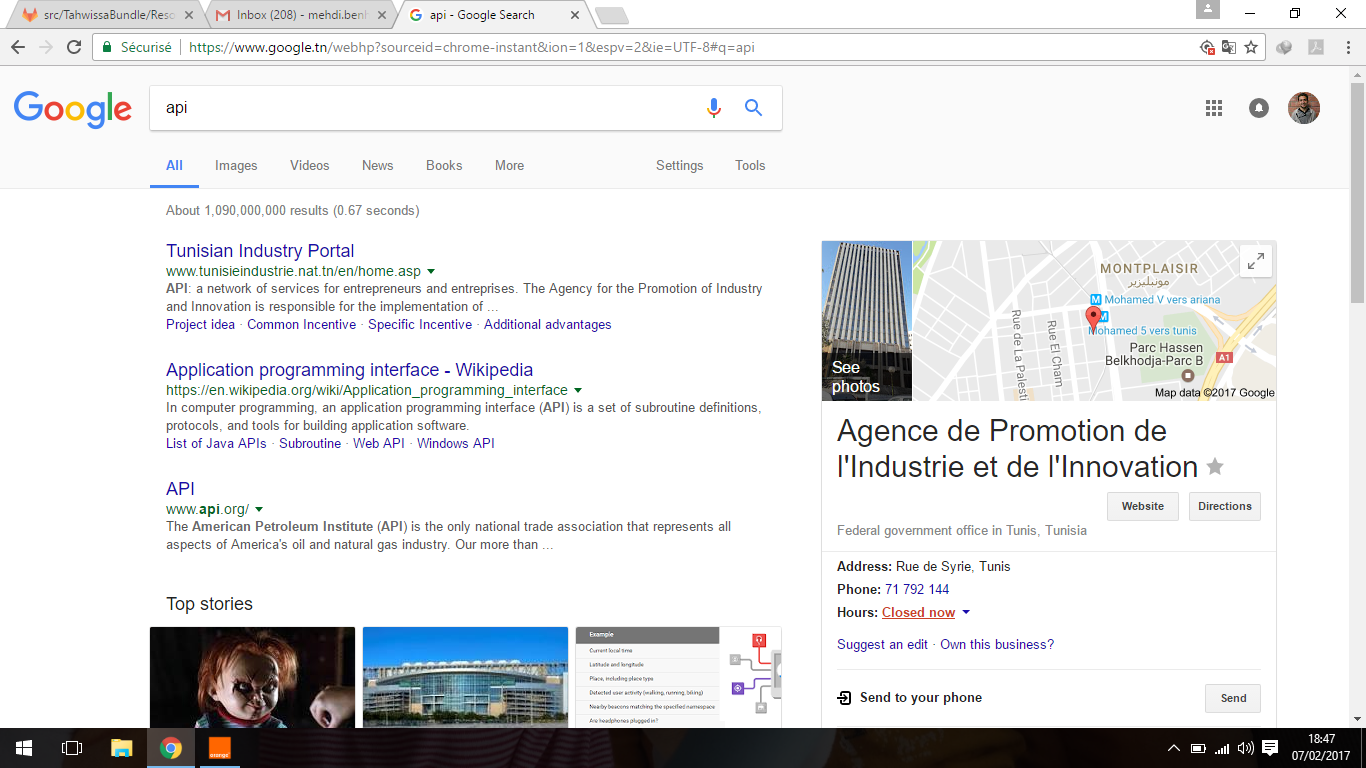 src/TahwissaBundle/Reso
Inbox (208) - mehdi.benh
api - Google Search
Sécurisé
https://www.google.tn/webhp?sourceid=chrome-instant&ion=1&espv=2&ie=UTF-8#q=api
Google
api
All
Images
Videos
News
Books
More
Settings
Tools
About 1,090,000,000 results (0.67 seconds)
Tunisian Industry Portal
www.tunisieindustrie.nat.tn/en/home.asp
API: a network of services for entrepreneurs and entreprises. The Agency for the Promotion of Industry
and Innovation is responsible for the implementation of ...
Project idea · Common Incentive · Specific Incentive · Additional advantages
Application programming interface - Wikipedia
https://en.wikipedia.org/wiki/Application_programming_interface
In computer programming, an application programming interface (API) is a set of subroutine definitions,
protocols, and tools for building application software.
List of Java APIs · Subroutine · Web API · Windows API
API
www.api.org/
The American Petroleum Institute (API) is the only national trade association that represents all
aspects of America's oil and natural gas industry. Our more than ...
Top stories
Example
Current local time
Latitude and longitude
Place, including place type
Detected user activity (walking, running, biking)
Nearby beacons matching the specified namespace
Are headphones plugged in?
See
photos
MONTPLAISIR
مونبليزير
M Mohamed V vers ariana
M
Mohamed 5 vers tunis
Rue de La Palesti
Rue El Cham
Parc Hassen
Belkhodja-Parc B
A1
Map data ©2017 Google
Agence de Promotion de
l'Industrie et de l'Innovation
Website
Directions
Federal government office in Tunis, Tunisia
Address: Rue de Syrie, Tunis
Phone: 71 792 144
Hours: Closed now
Suggest an edit · Own this business?
Send to your phone
Send
orange
18:47
07/02/2017